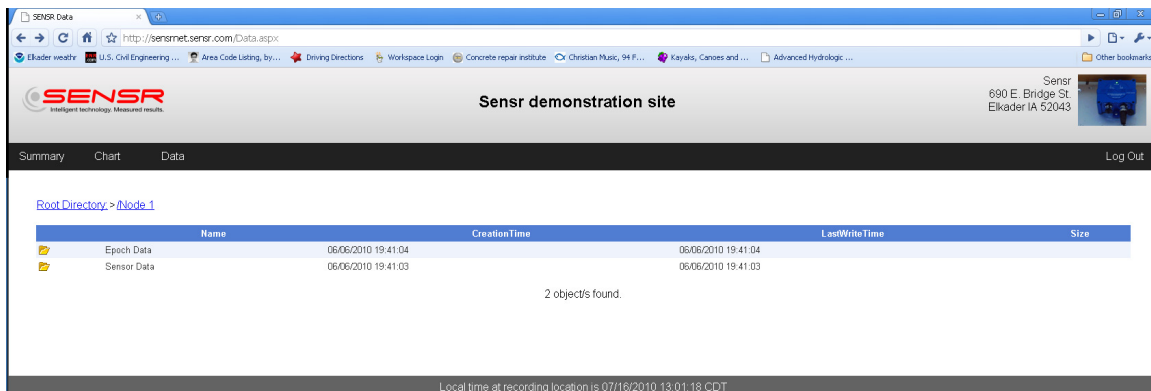 SENSR Data
http://sensrnet.sensr.com/Data.aspx
Elkader weathr U.S. Civil Engineering ... Area Code Listing, by... Driving Directions Workspace Login Concrete repair institute Christian Music, 94 F... Kayaks, Canoes and ... Advanced Hydrologic ... Other bookmarks
SENSR
Intelligent technology. Measured results.
Sensr demonstration site
Sensr
690 E. Bridge St.
Elkader IA 52043
Summary Chart Data Log Out
Root Directory: > /Node 1
Name CreationTime LastWriteTime Size
Epoch Data 06/06/2010 19:41:04 06/06/2010 19:41:04
Sensor Data 06/06/2010 19:41:03 06/06/2010 19:41:03
2 object/s found.
Local time at recording location is 07/16/2010 13:01:18 CDT